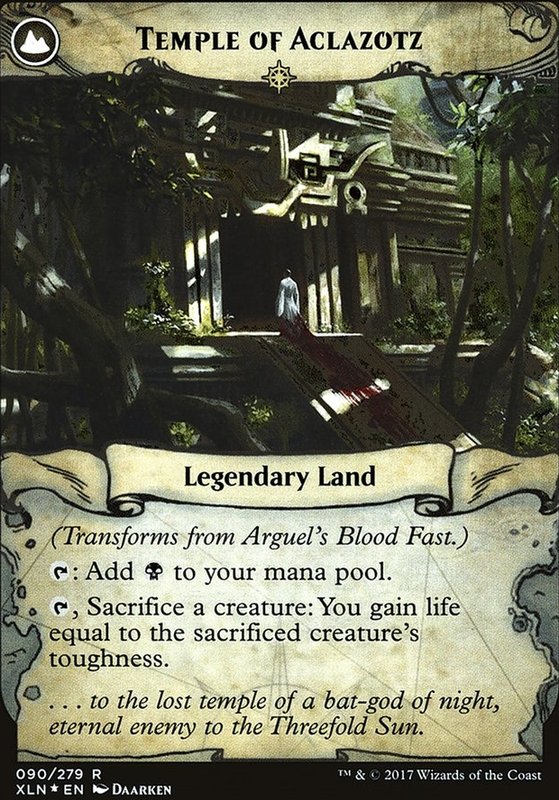 Temple of Aclazotz
Legendary Land
(Transforms from Arguel's Blood Fast.)
: Add to your mana pool.
, Sacrifice a creature: You gain life
equal to the sacrificed creature's
toughness.
. . . to the lost temple of a bat-god of night,
eternal enemy to the Threefold Sun.
090/279 R
XLN★EN Daarken
™ & © 2017 Wizards of the Coast